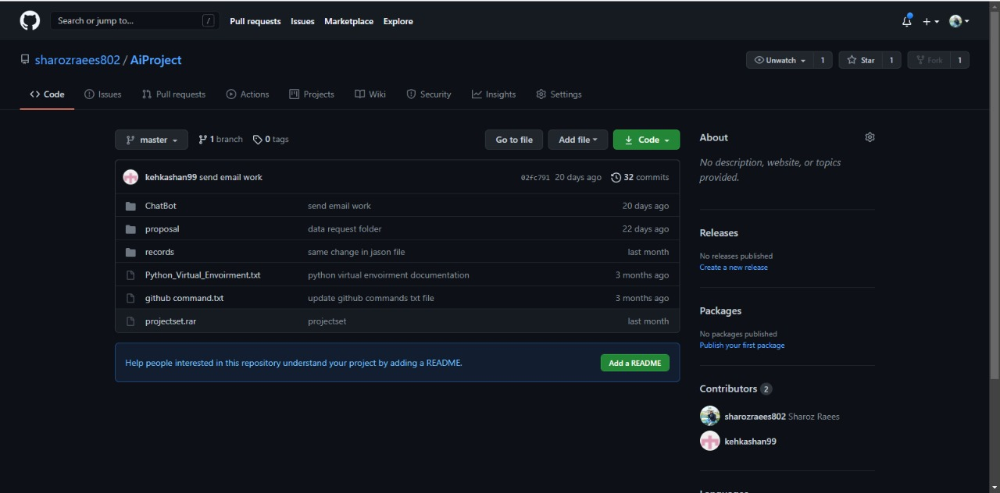 Search or jump to... /
Pull requests Issues Marketplace Explore
sharozraees802 / AiProject
Unwatch 1 Star 1 Fork 1
Code Issues Pull requests Actions Projects Wiki Security Insights Settings
master 1 branch 0 tags
Go to file Add file Code
kehkashan99 send email work 02fc791 20 days ago 32 commits
ChatBot send email work 20 days ago
proposal data request folder 22 days ago
records same change in jason file last month
Python_Virtual_Envoirment.txt python virtual envoirment documentation 3 months ago
github command.txt update github commands txt file 3 months ago
projectset.rar projectset last month
Help people interested in this repository understand your project by adding a README. Add a README
About
No description, website, or topics
provided.
Releases
No releases published
Create a new release
Packages
No packages published
Publish your first package
Contributors 2
sharozraees802 Sharoz Raees
kehkashan99